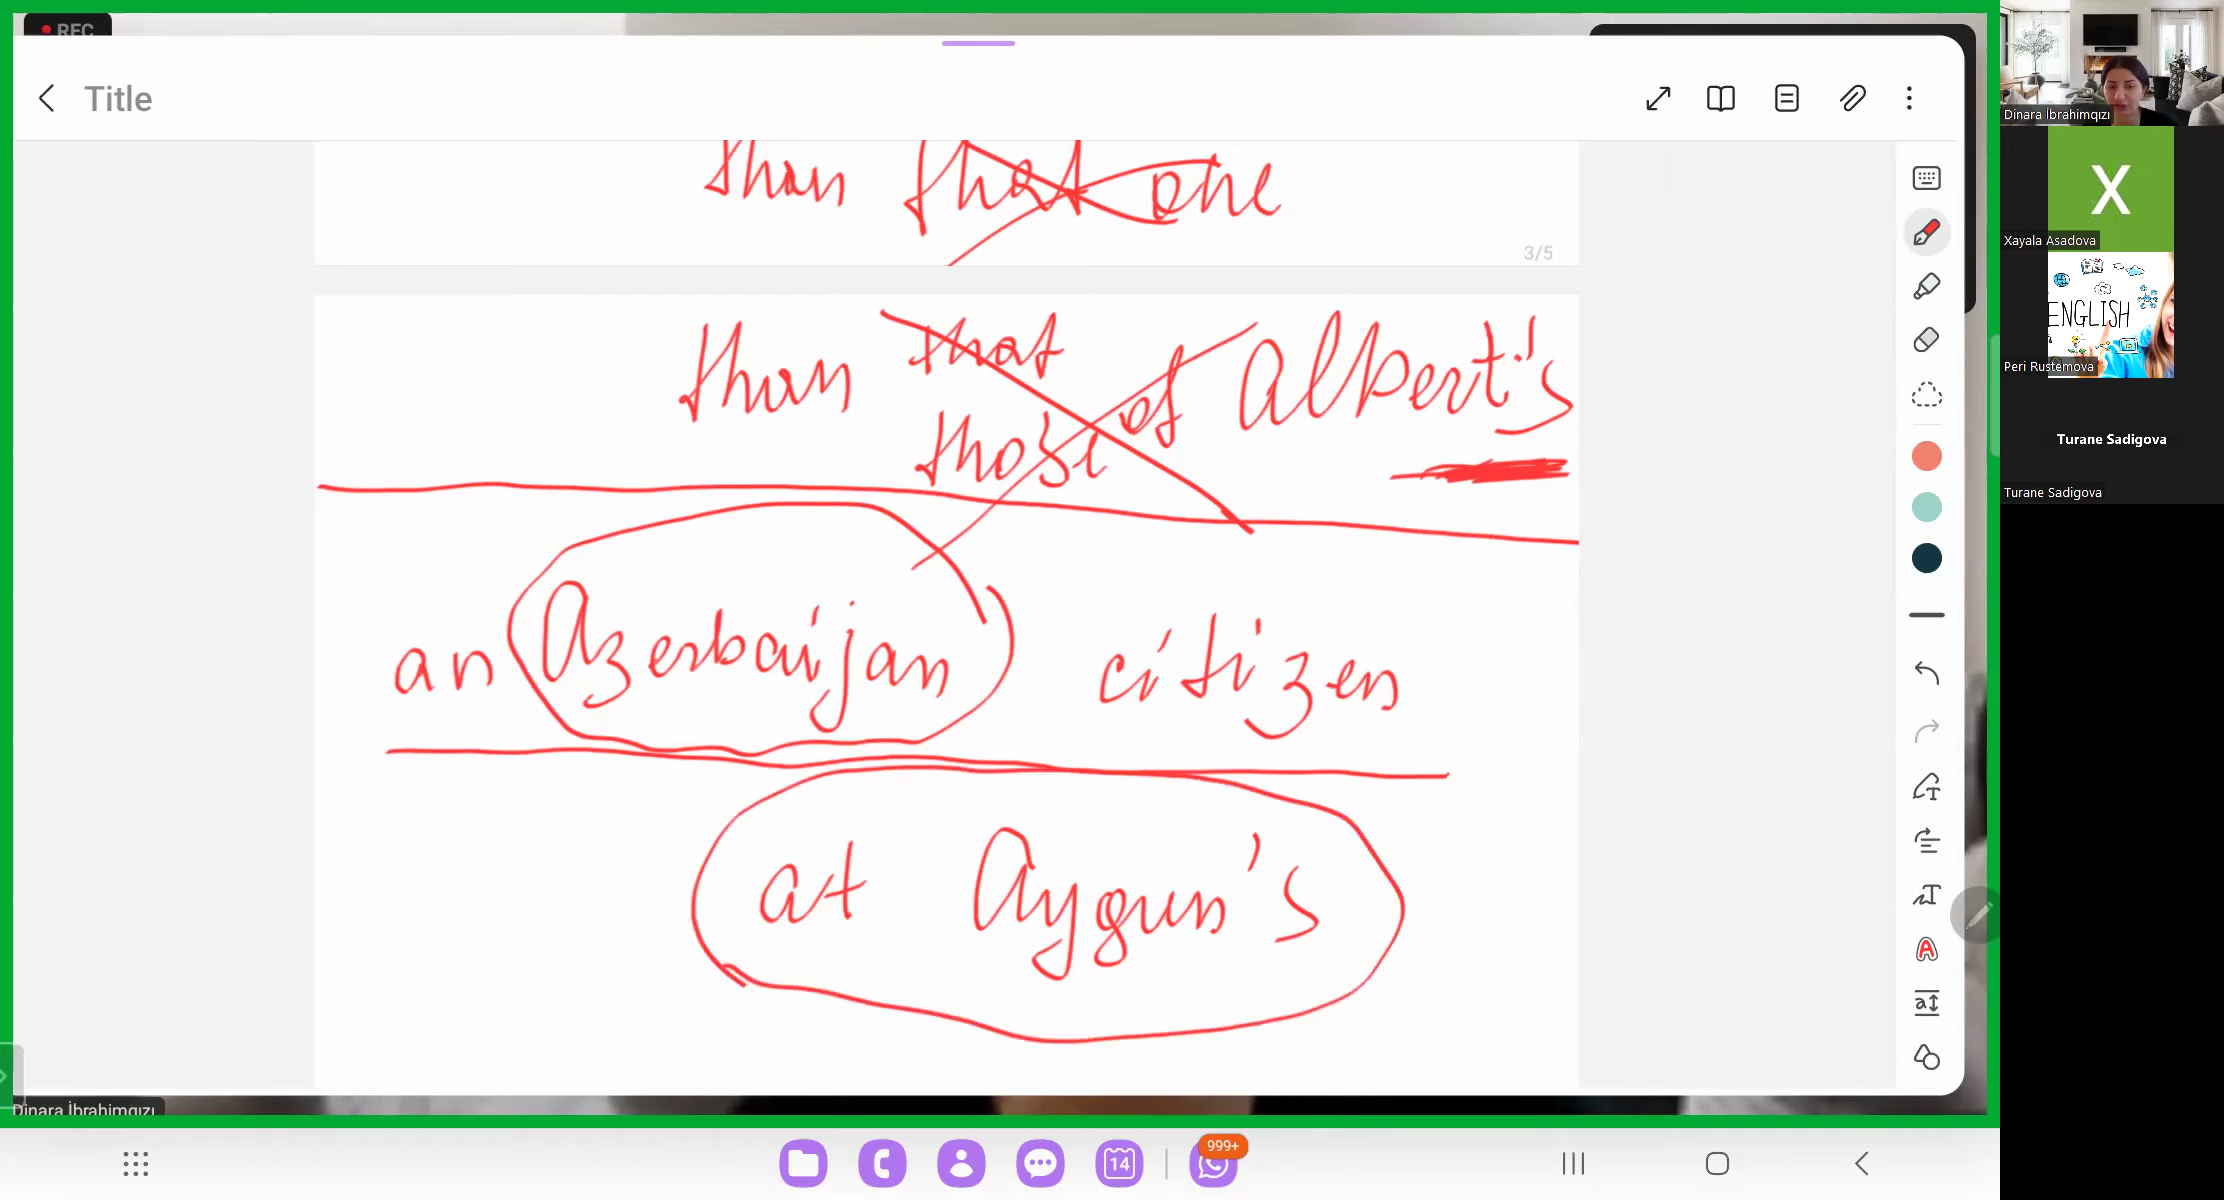 REC
Title
than that one
3/5
than that of Albert's
those
an Azerbaijan citizen
at Aygun's
Dinara İbrahimqızı
14
999+
Dinara İbrahimqızı
X
Xayala Asadova
ENGLISH
Peri Rustemova
Turane Sadigova
Turane Sadigova